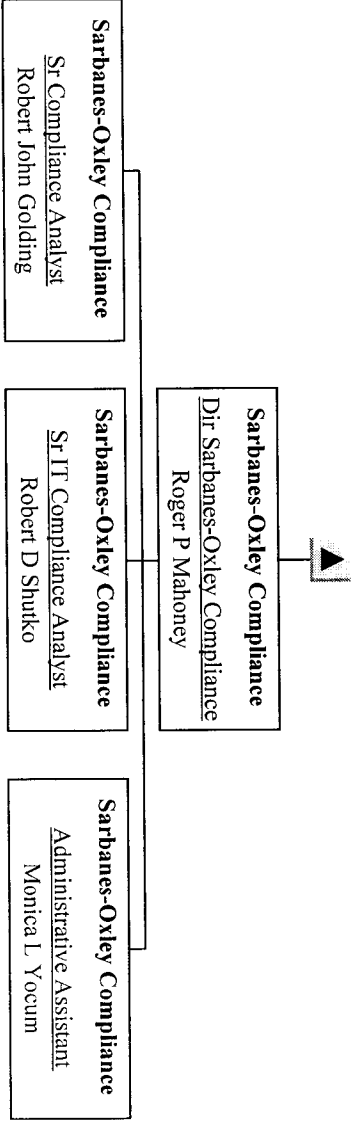 Sarbanes-Oxley Compliance
Dir Sarbanes-Oxley Compliance
Roger P Mahoney
Sarbanes-Oxley Compliance
Sr Compliance Analyst
Robert John Golding
Sarbanes-Oxley Compliance
Sr IT Compliance Analyst
Robert D Shutko
Sarbanes-Oxley Compliance
Administrative Assistant
Monica L Yocum